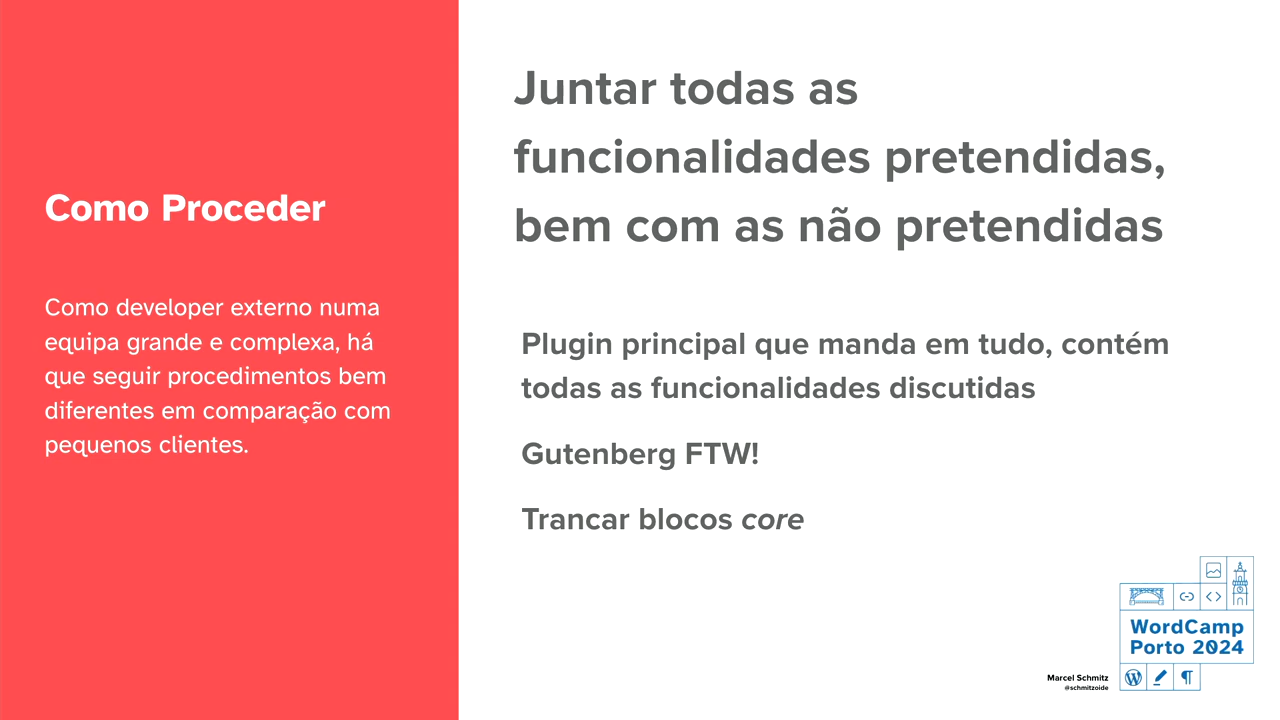 Como Proceder
Como developer externo numa
equipa grande e complexa, há
que seguir procedimentos bem
diferentes em comparação com
pequenos clientes.
Juntar todas as
funcionalidades pretendidas,
bem com as não pretendidas
Plugin principal que manda em tudo, contém
todas as funcionalidades discutidas
Gutenberg FTW!
Trancar blocos core
WordCamp
Porto 2024
Marcel Schmitz
@schmitzoide